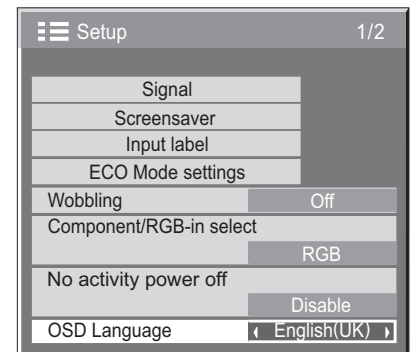 Setup 1/2
Signal
Screensaver
Input label
ECO Mode settings
Wobbling Off
Component/RGB-in select
RGB
No activity power off
Disable
OSD Language English(UK)